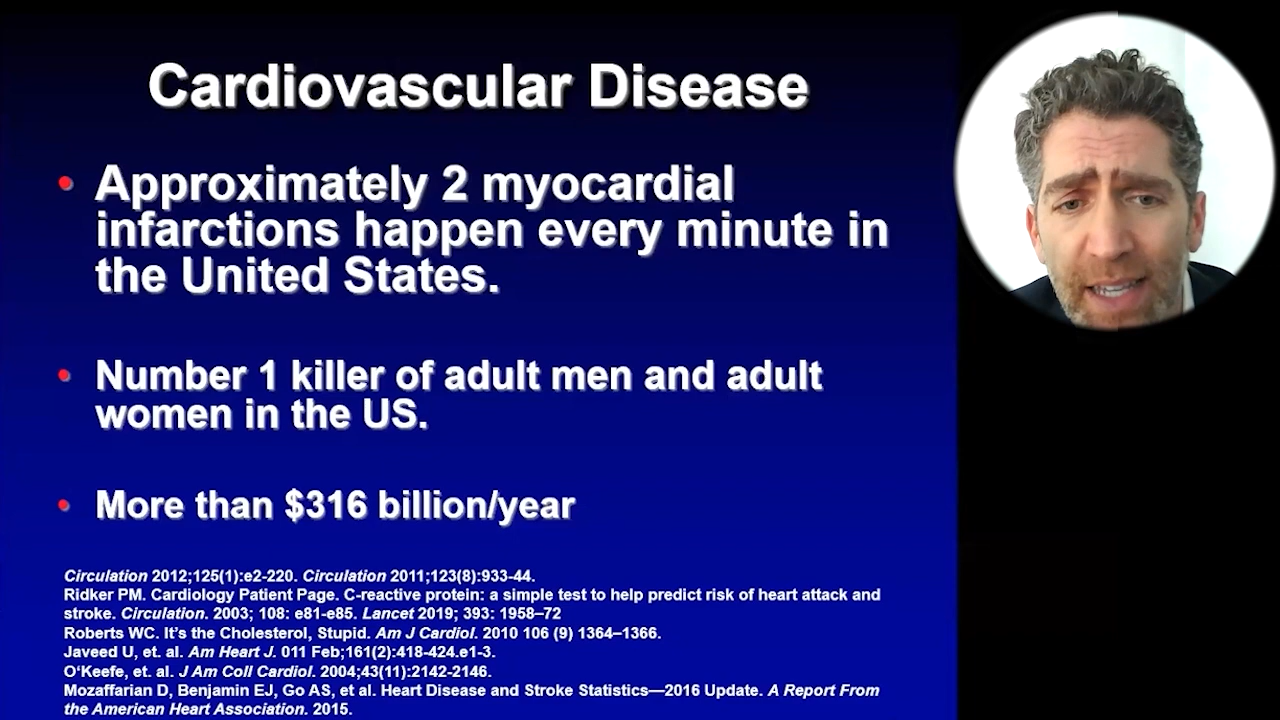 Cardiovascular Disease
• Approximately 2 myocardial
infarctions happen every minute in
the United States.
• Number 1 killer of adult men and adult
women in the US.
• More than $316 billion/year
Circulation 2012;125(1):e2-220. Circulation 2011;123(8):933-44.
Ridker PM. Cardiology Patient Page. C-reactive protein: a simple test to help predict risk of heart attack and
stroke. Circulation. 2003; 108: e81-e85. Lancet 2019; 393: 1958–72
Roberts WC. It’s the Cholesterol, Stupid. Am J Cardiol. 2010 106 (9) 1364–1366.
Javeed U, et. al. Am Heart J. 011 Feb;161(2):418-424.e1-3.
O‘Keefe, et. al. J Am Coll Cardiol. 2004;43(11):2142-2146.
Mozaffarian D, Benjamin EJ, Go AS, et al. Heart Disease and Stroke Statistics—2016 Update. A Report From
the American Heart Association. 2015.